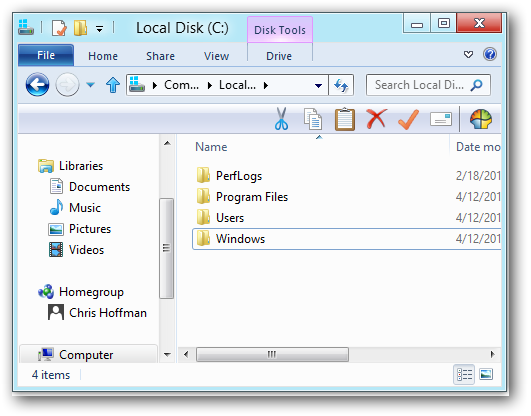 Local Disk (C:)
Disk Tools
File
Home
Share
View
Drive
Com...
Local...
Search Local Di...
Name
Date mo
Libraries
Documents
Music
Pictures
Videos
Homegroup
Chris Hoffman
Computer
PerfLogs
2/18/201
Program Files
4/12/201
Users
4/12/201
Windows
4/12/201
4 items